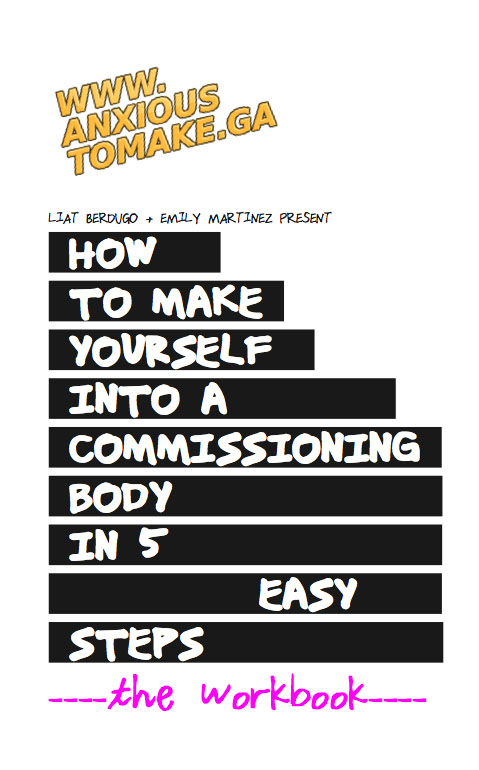 WWW.
ANXIOUS
TOMAKE.GA
LIAT BERDUGO + EMILY MARTINEZ PRESENT
HOW
TO MAKE
YOURSELF
INTO A
COMMISSIONING
BODY
IN 5
EASY
STEPS
----the workbook----